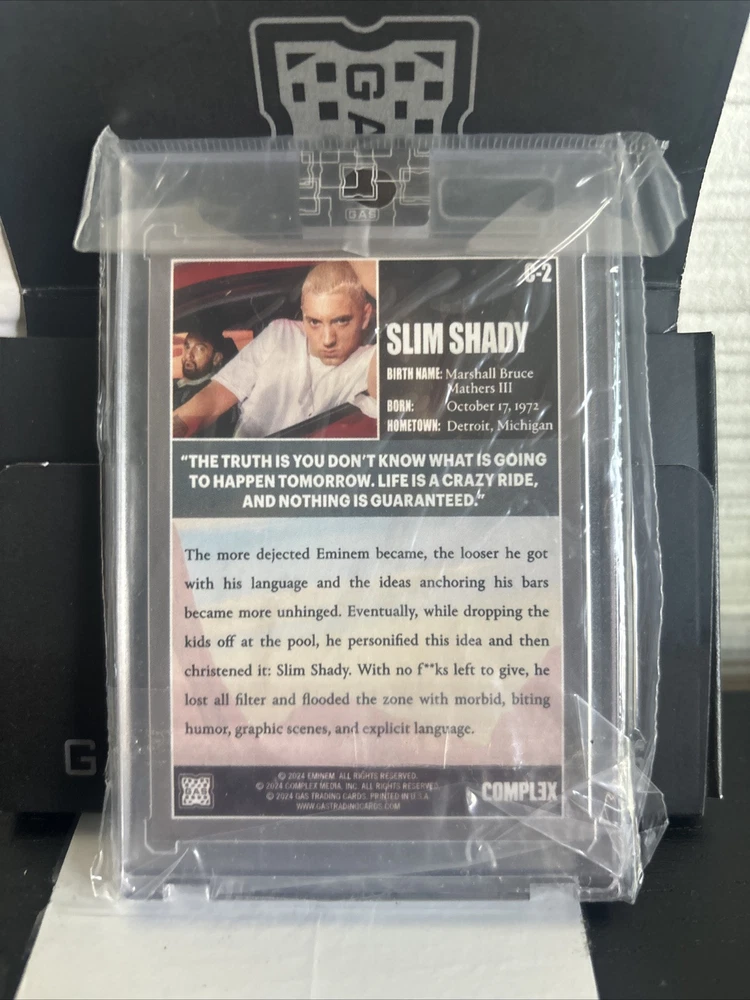 GA
GAS
C-2
SLIM SHADY
BIRTH NAME: Marshall Bruce
Mathers III
BORN: October 17, 1972
HOMETOWN: Detroit, Michigan
“THE TRUTH IS YOU DON’T KNOW WHAT IS GOING
TO HAPPEN TOMORROW. LIFE IS A CRAZY RIDE,
AND NOTHING IS GUARANTEED.”
The more dejected Eminem became, the looser he got
with his language and the ideas anchoring his bars
became more unhinged. Eventually, while dropping the
kids off at the pool, he personified this idea and then
christened it: Slim Shady. With no f**ks left to give, he
lost all filter and flooded the zone with morbid, biting
humor, graphic scenes, and explicit language.
© 2024 EMINEM. ALL RIGHTS RESERVED.
© 2024 COMPLEX MEDIA, INC. ALL RIGHTS RESERVED.
© 2024 GAS TRADING CARDS. PRINTED IN U.S.A.
WWW.GASTRADINGCARDS.COM
COMPLEX
G